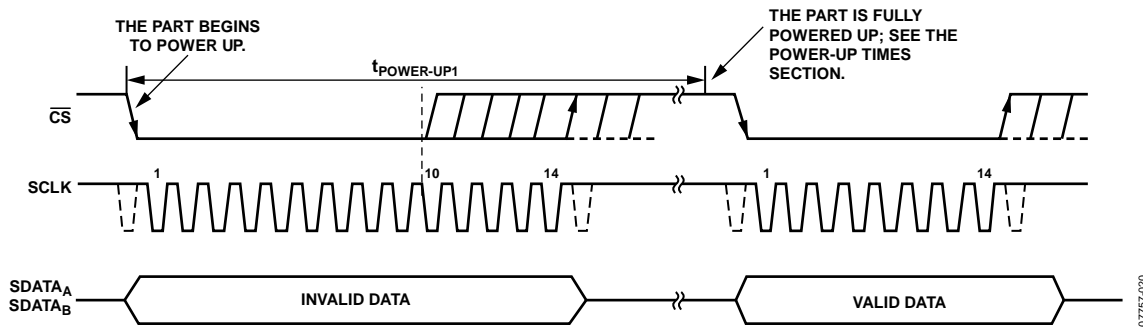 THE PART BEGINS
TO POWER UP.
THE PART IS FULLY
POWERED UP; SEE THE
POWER-UP TIMES
SECTION.
tPOWER-UP1
CS
SCLK
1
10
14
1
14
SDATAA
SDATAB
INVALID DATA
VALID DATA
07757-020